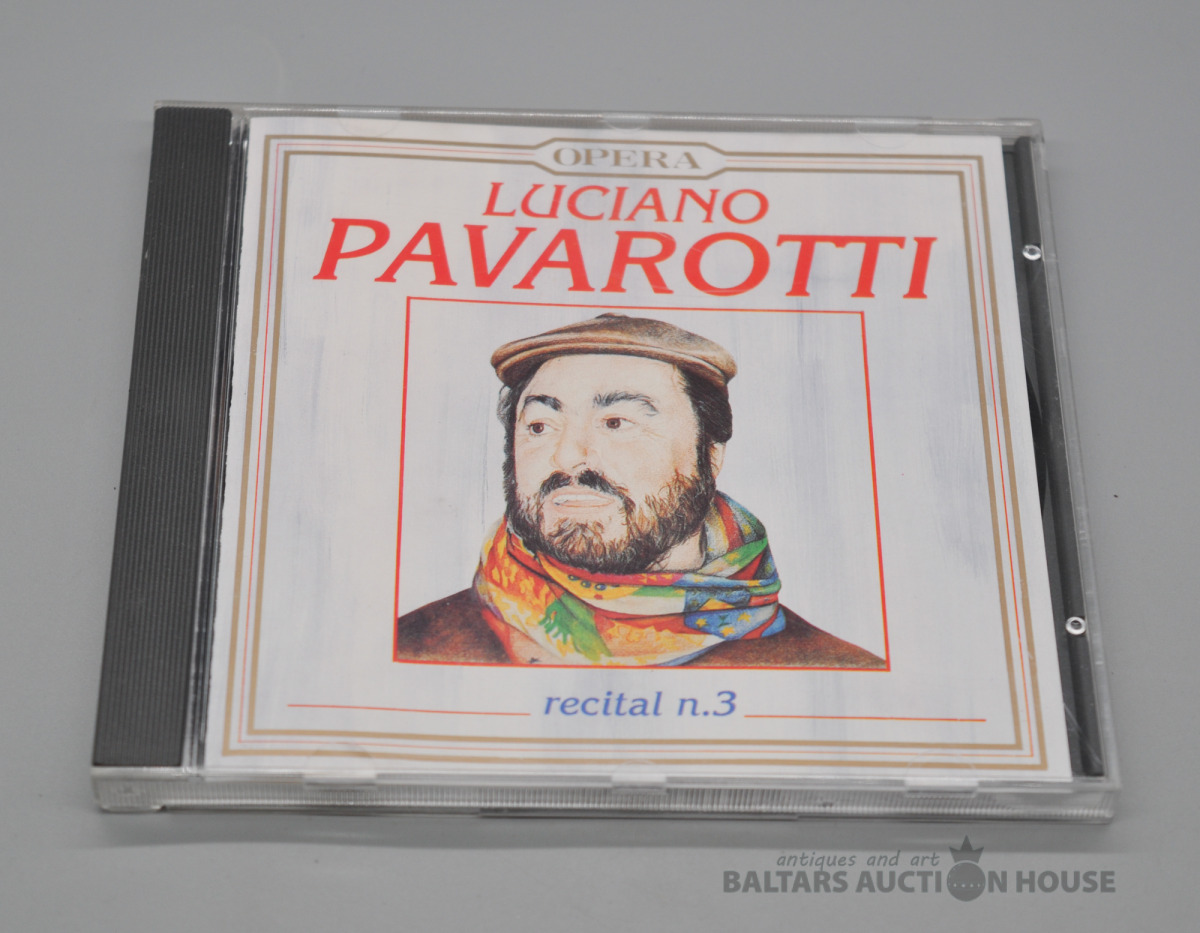 OPERA
LUCIANO
PAVAROTTI
recital n.3
antiques and art
BALTARS AUCTION HOUSE